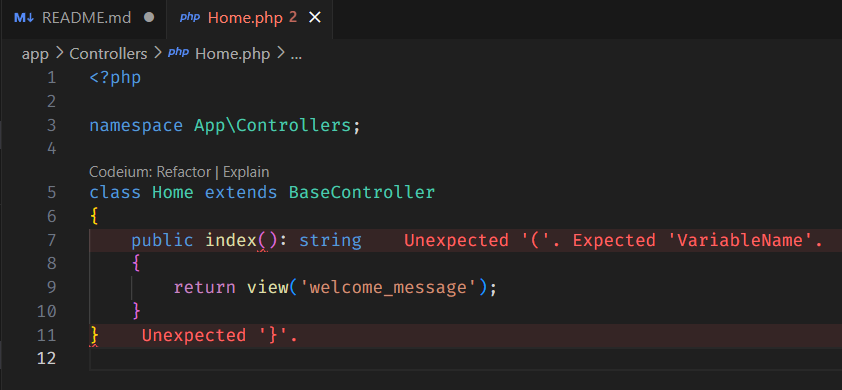 M↓ README.md ●
php Home.php 2 ×
app > Controllers > php Home.php > ...
1 <?php
2
3 namespace App\Controllers;
4
Codeium: Refactor | Explain
5 class Home extends BaseController
6 {
7     public index(): string    Unexpected '('. Expected 'VariableName'.
8     {
9         return view('welcome_message');
10     }
11 }    Unexpected '}'.
12